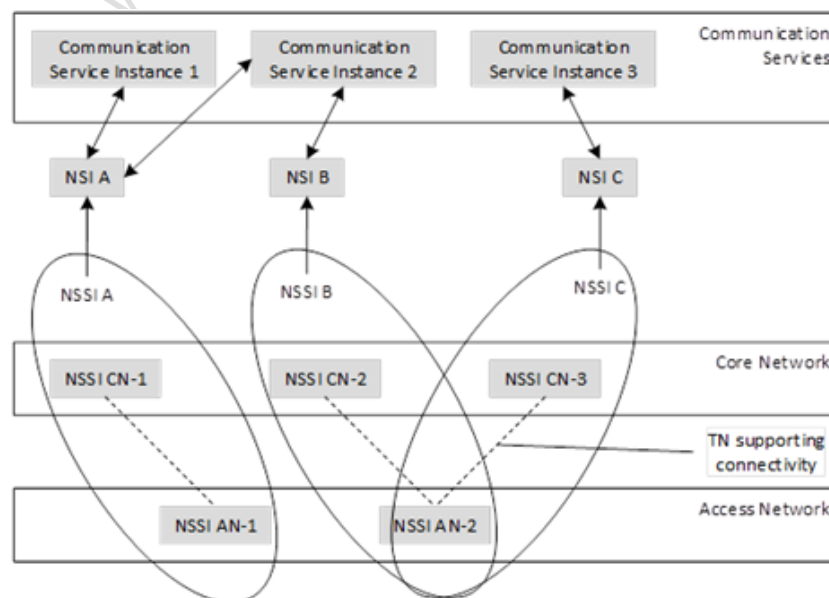 Communication
Service Instance 1
Communication
Service Instance 2
Communication
Service Instance 3
Communication
Services
NSI A
NSI B
NSI C
NSSI A
NSSI B
NSSI C
Core Network
NSSI CN-1
NSSI CN-2
NSSI CN-3
TN supporting
connectivity
Access Network
NSSI AN-1
NSSI AN-2